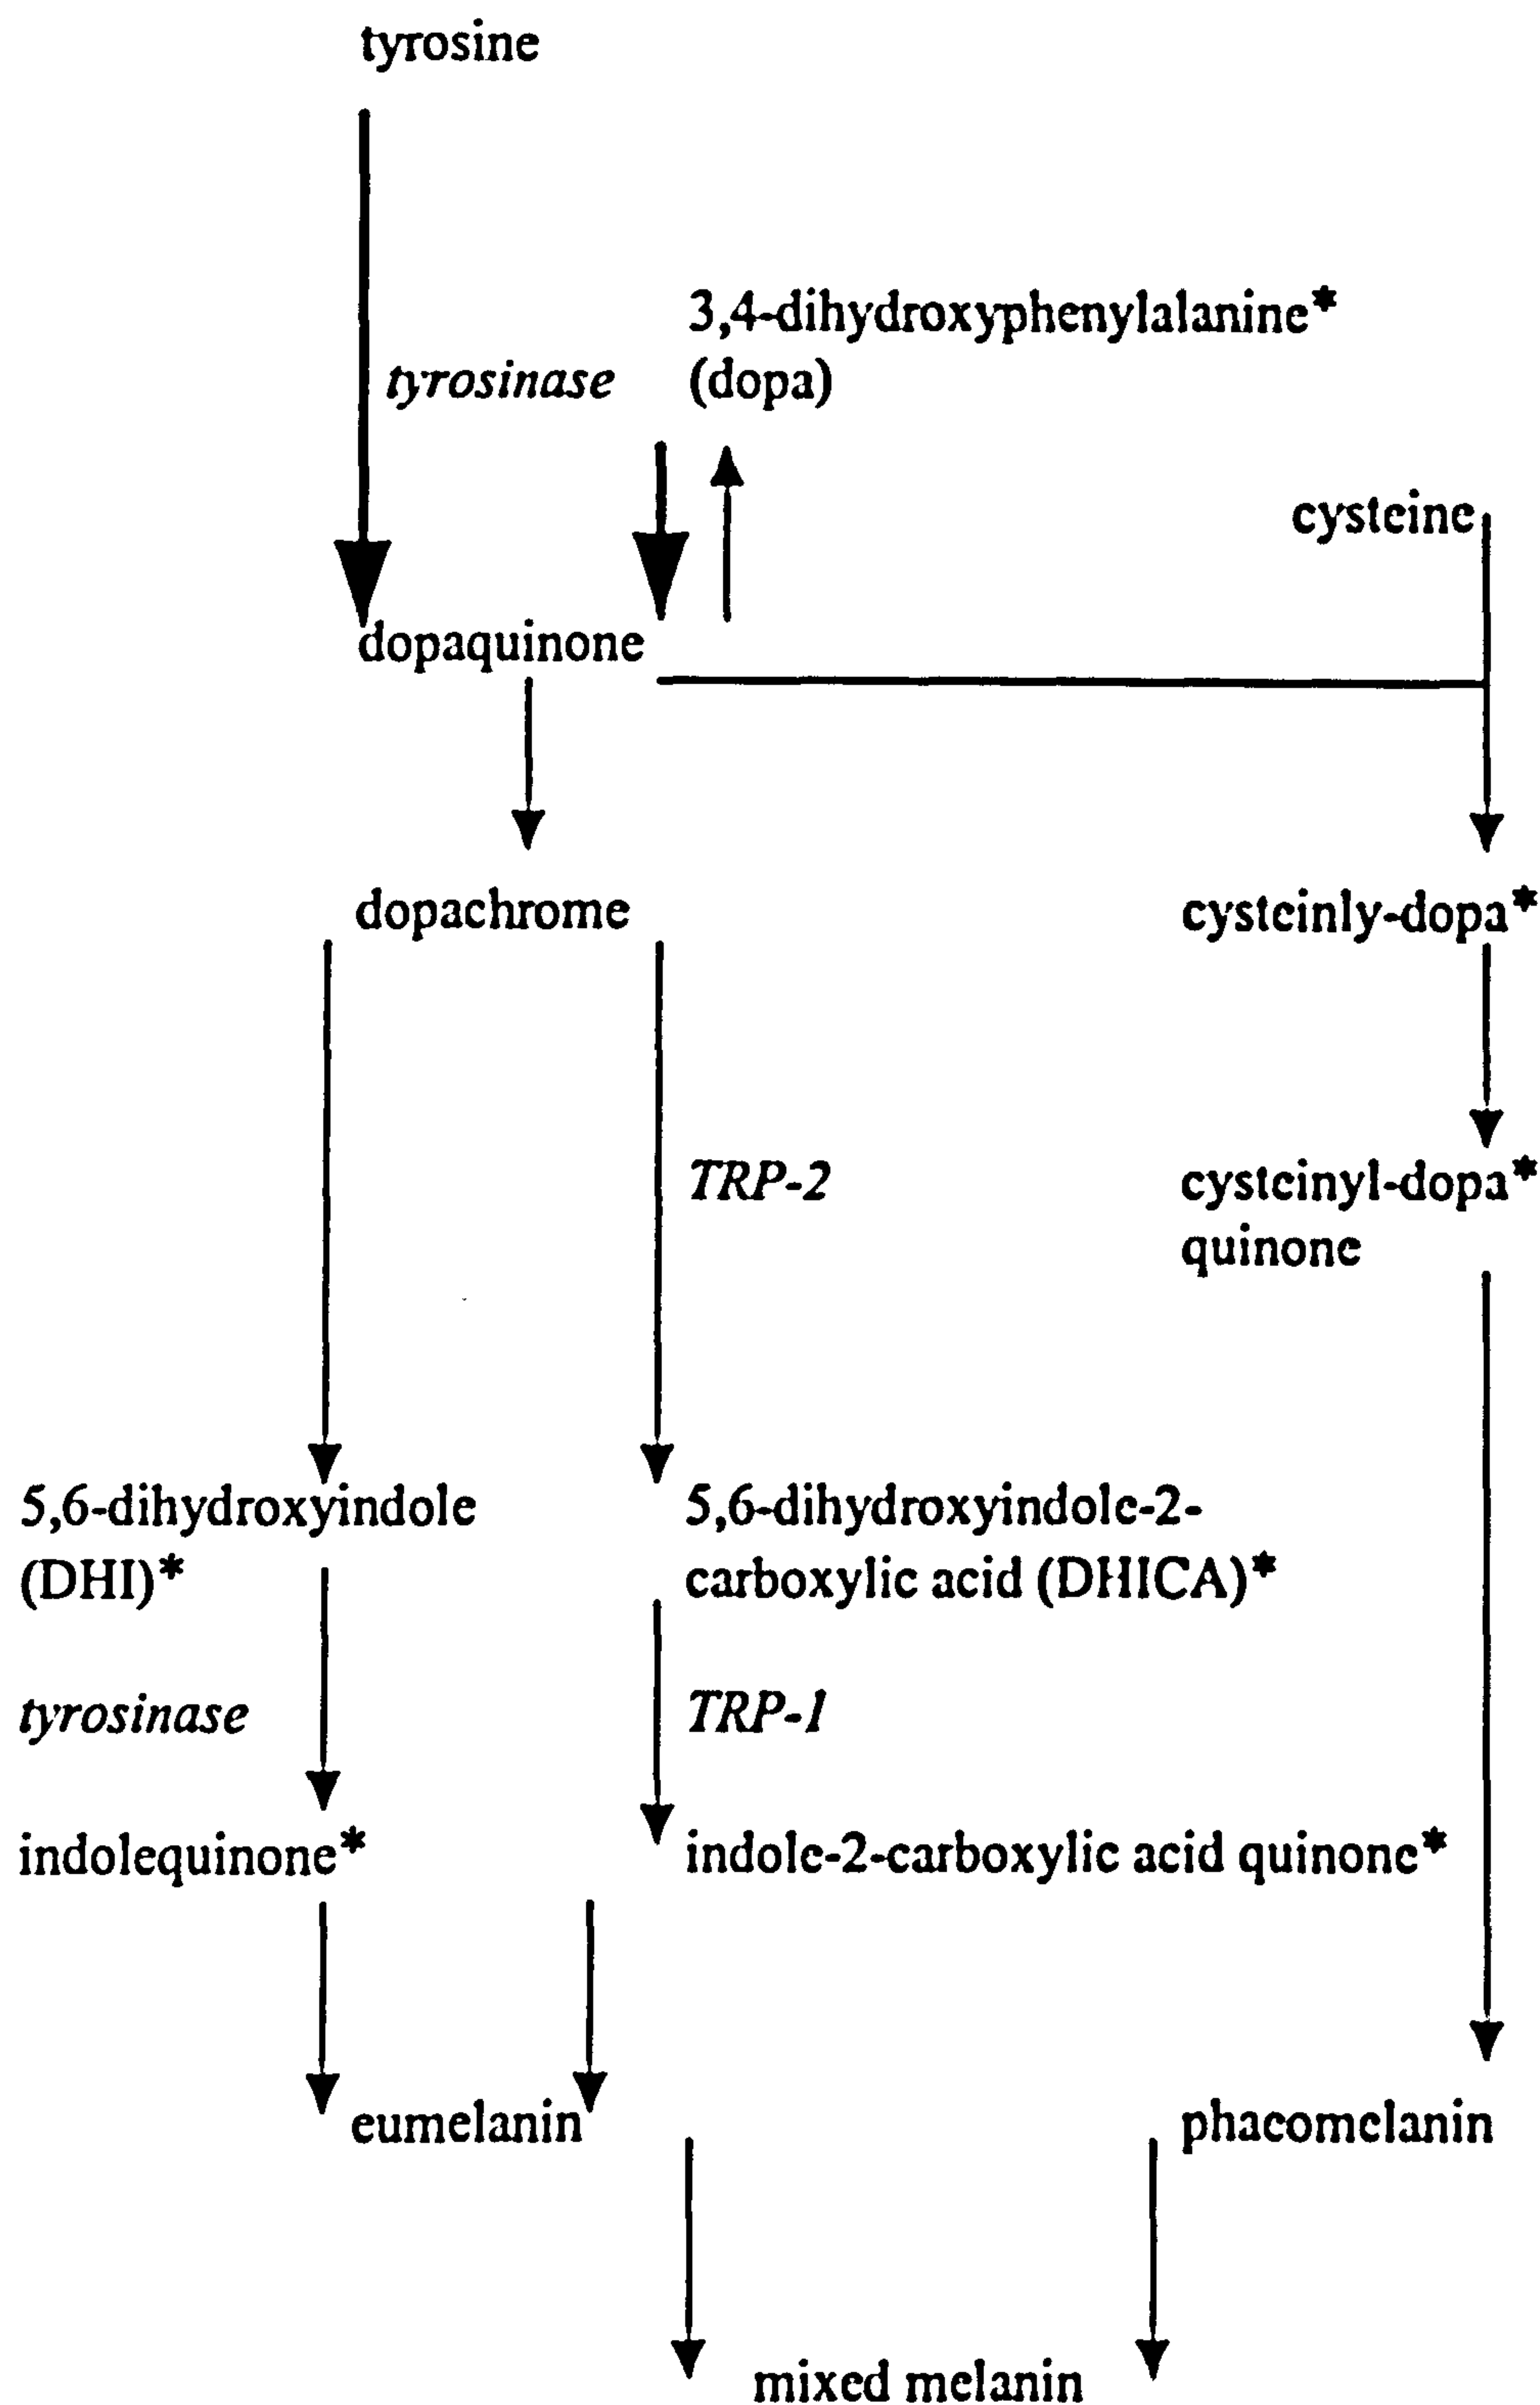 tyrosine
3,4-dihydroxyphenylalanine*
tyrosinase
(dopa)
cysteine
dopaquinone
dopachrome
cysteinly-dopa*
TRP-2
cysteinyl-dopa*
quinone
5,6-dihydroxyindole
(DHI)*
5,6-dihydroxyindole-2-
carboxylic acid (DHICA)*
tyrosinase
TRP-1
indolequinone*
indole-2-carboxylic acid quinone*
eumelanin
phaeomelanin
mixed melanin